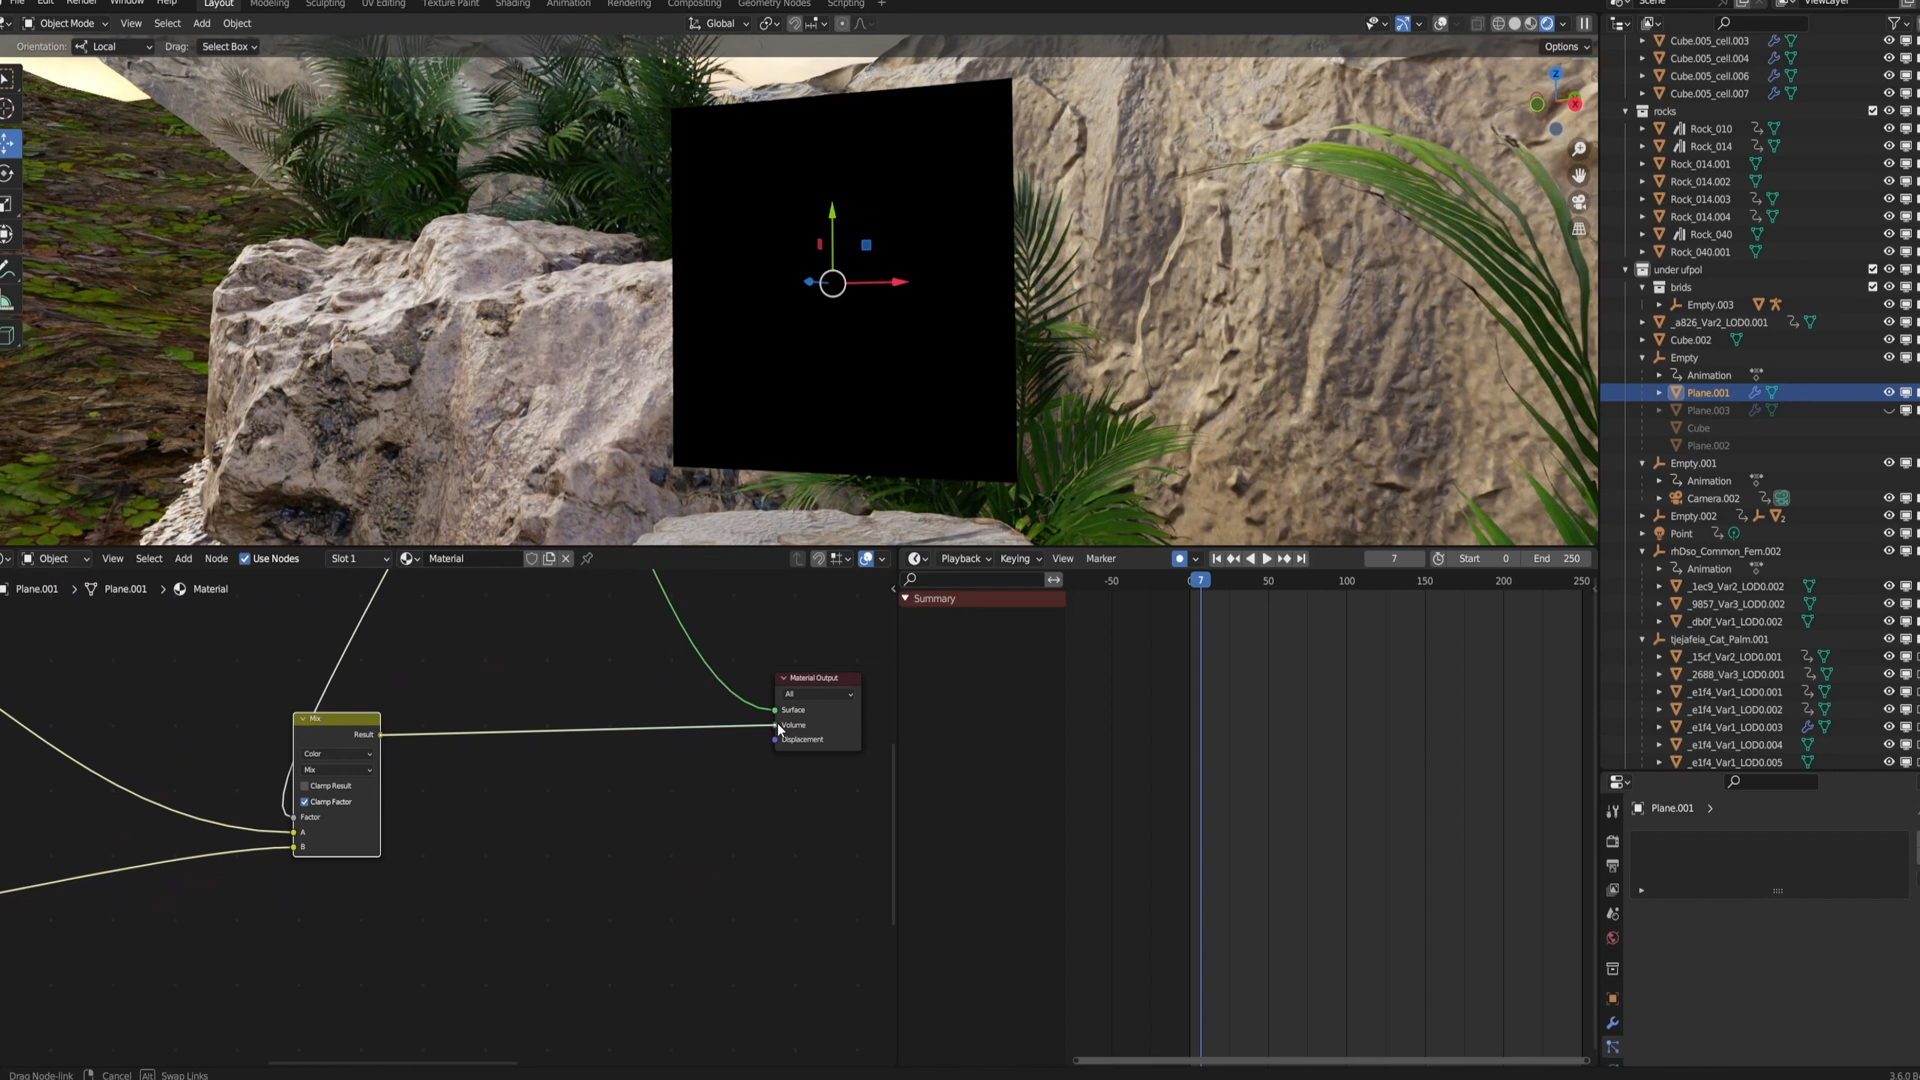 File Edit Render Window Help Layout Modeling Sculpting UV Editing Texture Paint Shading Animation Rendering Compositing Geometry Nodes Scripting + Scene ViewLayer
Object Mode View Select Add Object Global
Orientation: Local Drag: Select Box Options
Z
X
Cube.005_cell.003
Cube.005_cell.004
Cube.005_cell.006
Cube.005_cell.007
rocks
Rock_010
Rock_014
Rock_014.001
Rock_014.002
Rock_014.003
Rock_014.004
Rock_040
Rock_040.001
under ufpol
brids
Empty.003
_a826_Var2_LOD0.001
Cube.002
Empty
Animation
Plane.001
Plane.003
Cube
Plane.002
Empty.001
Animation
Camera.002
Empty.002 2
Point
rhDso_Common_Fern.002
Animation
_1ec9_Var2_LOD0.002
_9857_Var3_LOD0.002
_db0f_Var1_LOD0.002
tjejafeia_Cat_Palm.001
_15cf_Var2_LOD0.001
_2688_Var3_LOD0.001
_e1f4_Var1_LOD0.001
_e1f4_Var1_LOD0.002
_e1f4_Var1_LOD0.003
_e1f4_Var1_LOD0.004
_e1f4_Var1_LOD0.005
Object View Select Add Node Use Nodes Slot 1 Material
Plane.001 > Plane.001 > Material
Material Output
All
Surface
Volume
Displacement
Mix
Result
Color
Mix
Clamp Result
Clamp Factor
Factor
A
B
Playback Keying View Marker 7 Start 0 End 250
-50 7 50 100 150 200 250
Summary
Plane.001 >
Drag Node-link Cancel Alt Swap Links
3.6.0